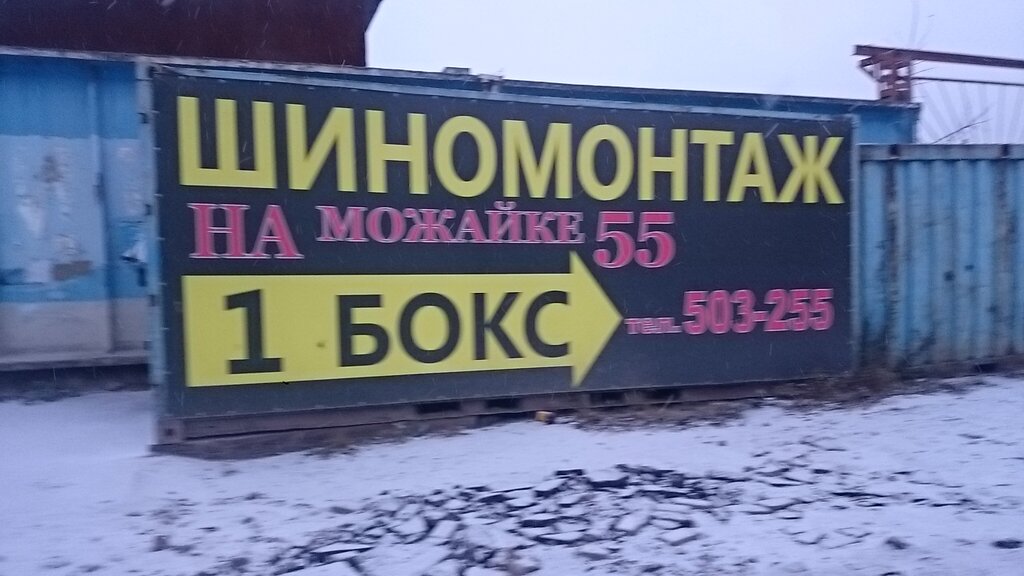 ШИНОМОНТАЖ
НА МОЖАЙКЕ 55
1 БОКС
тел. 503-255